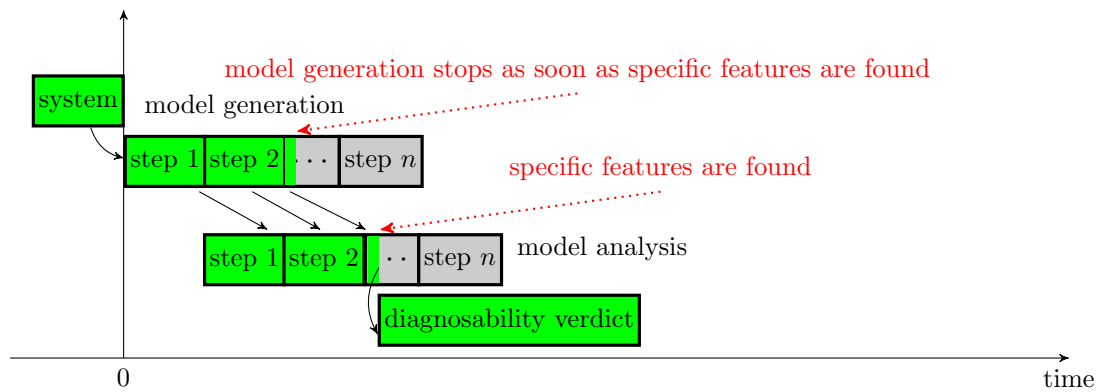 model generation stops as soon as specific features are found
system
model generation
step 1 step 2 ··· step n
specific features are found
step 1 step 2 ·· step n
model analysis
diagnosability verdict
0
time